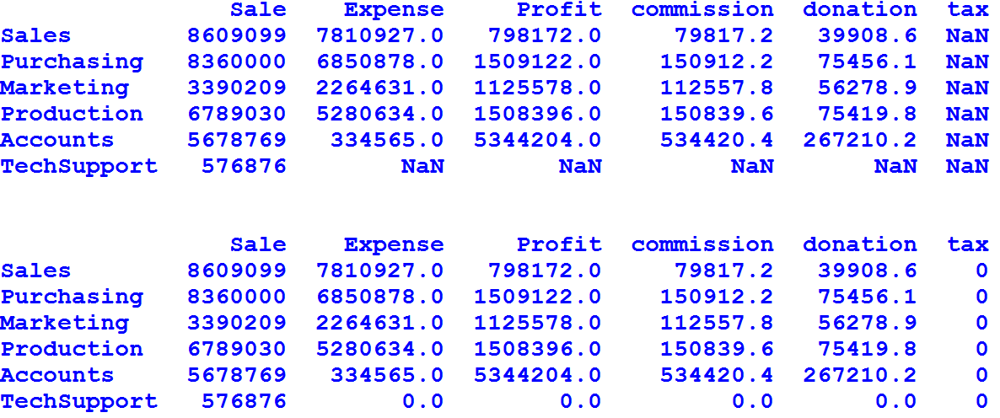 Sale Expense Profit commission donation tax
Sales 8609099 7810927.0 798172.0 79817.2 39908.6 NaN
Purchasing 8360000 6850878.0 1509122.0 150912.2 75456.1 NaN
Marketing 3390209 2264631.0 1125578.0 112557.8 56278.9 NaN
Production 6789030 5280634.0 1508396.0 150839.6 75419.8 NaN
Accounts 5678769 334565.0 5344204.0 534420.4 267210.2 NaN
TechSupport 576876 NaN NaN NaN NaN NaN
Sale Expense Profit commission donation tax
Sales 8609099 7810927.0 798172.0 79817.2 39908.6 0
Purchasing 8360000 6850878.0 1509122.0 150912.2 75456.1 0
Marketing 3390209 2264631.0 1125578.0 112557.8 56278.9 0
Production 6789030 5280634.0 1508396.0 150839.6 75419.8 0
Accounts 5678769 334565.0 5344204.0 534420.4 267210.2 0
TechSupport 576876 0.0 0.0 0.0 0.0 0